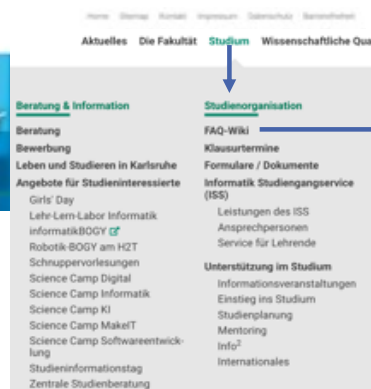 Home Sitemap Kontakt Impressum Datenschutz Barrierefreiheit
Aktuelles Die Fakultät Studium Wissenschaftliche Qua
Beratung & Information
Beratung
Bewerbung
Leben und Studieren in Karlsruhe
Angebote für Studieninteressierte
Girls' Day
Lehr-Lern-Labor Informatik
informatikBOGY
Robotik-BOGY am H2T
Schnuppervorlesungen
Science Camp Digital
Science Camp Informatik
Science Camp KI
Science Camp MakeIT
Science Camp Softwareentwick-
lung
Studieninformationstag
Zentrale Studienberatung
Studienorganisation
FAQ-Wiki
Klausurtermine
Formulare / Dokumente
Informatik Studiengangservice
(ISS)
Leistungen des ISS
Ansprechpersonen
Service für Lehrende
Unterstützung im Studium
Informationsveranstaltungen
Einstieg ins Studium
Studienplanung
Mentoring
Info²
Internationales